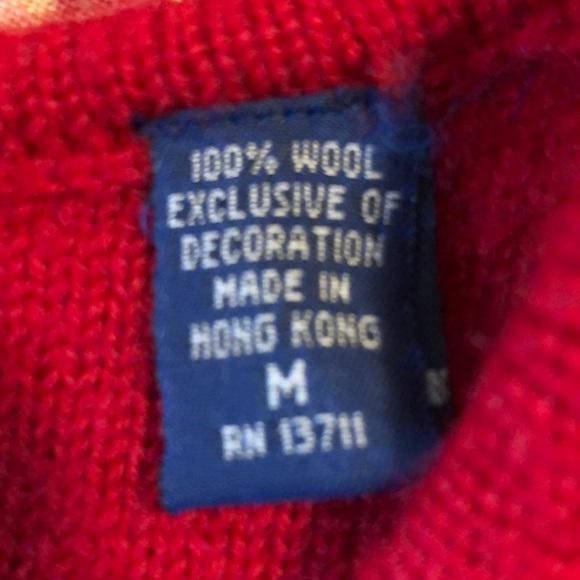 100% WOOL
EXCLUSIVE OF
DECORATION
MADE IN
HONG KONG
M
RN 13711